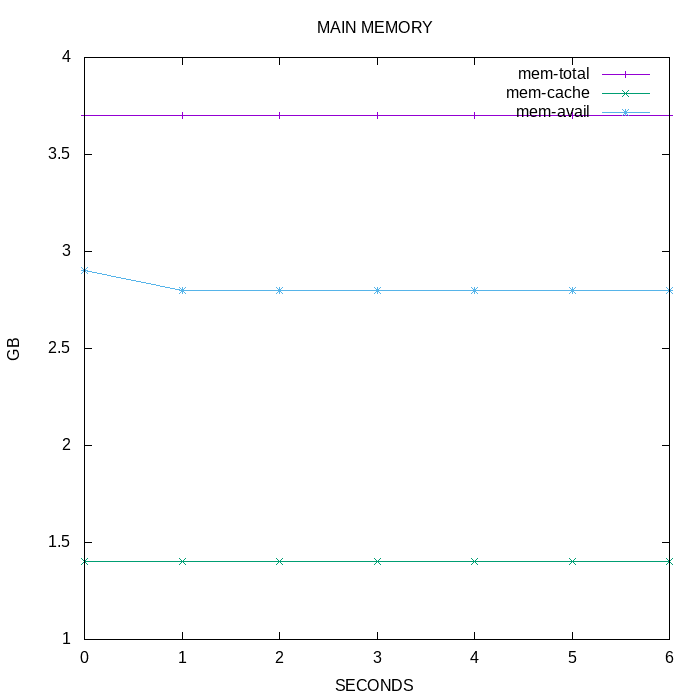 MAIN MEMORY
4
3.5
3
2.5
2
1.5
1
GB
mem-total
mem-cache
mem-avail
0 1 2 3 4 5 6
SECONDS